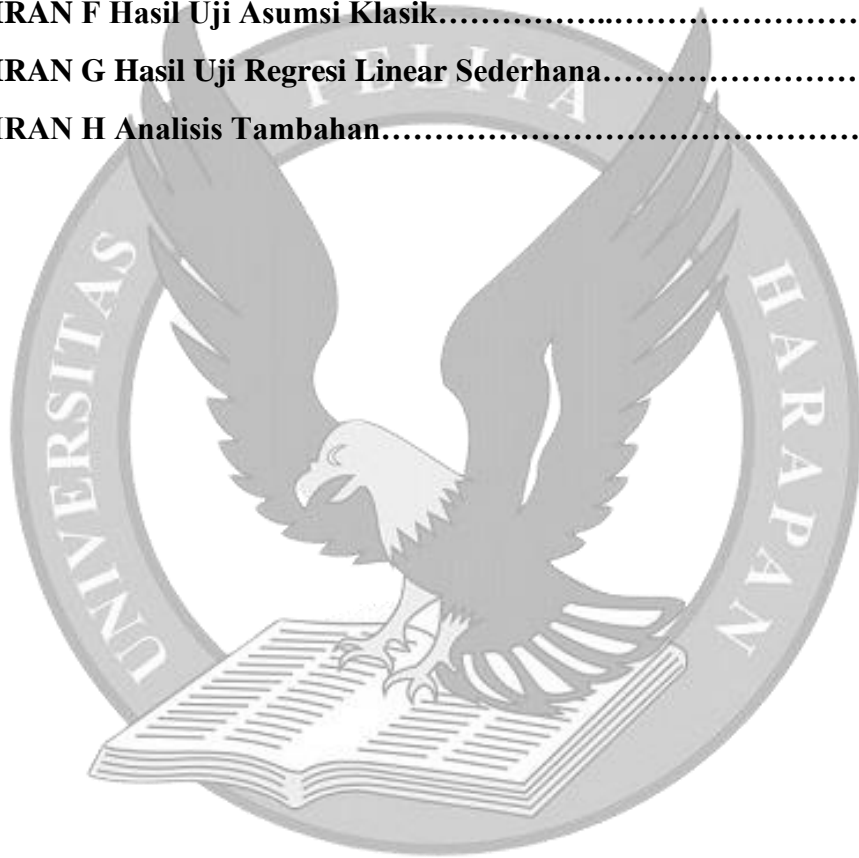 IRAN F Hasil Uji Asumsi Klasik……………...……………………
IRAN G Hasil Uji Regresi Linear Sederhana……………………
IRAN H Analisis Tambahan………………………………………
UNIVERSITAS PELITA HARAPAN